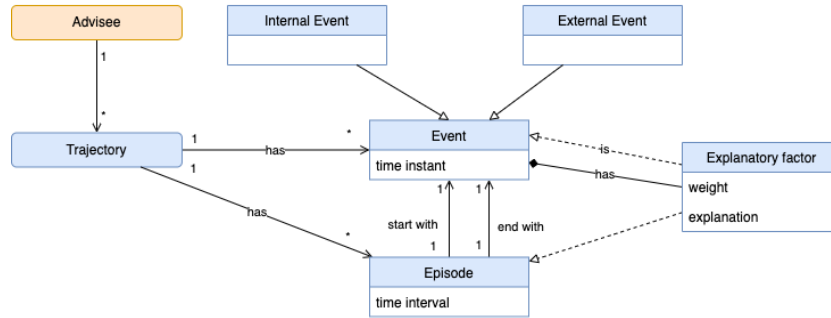 Advisee
Internal Event
External Event
1
*
Trajectory
1
has
*
Event
time instant
is
has
Explanatory factor
weight
explanation
1
has
*
1
1
start with
end with
1
1
Episode
time interval